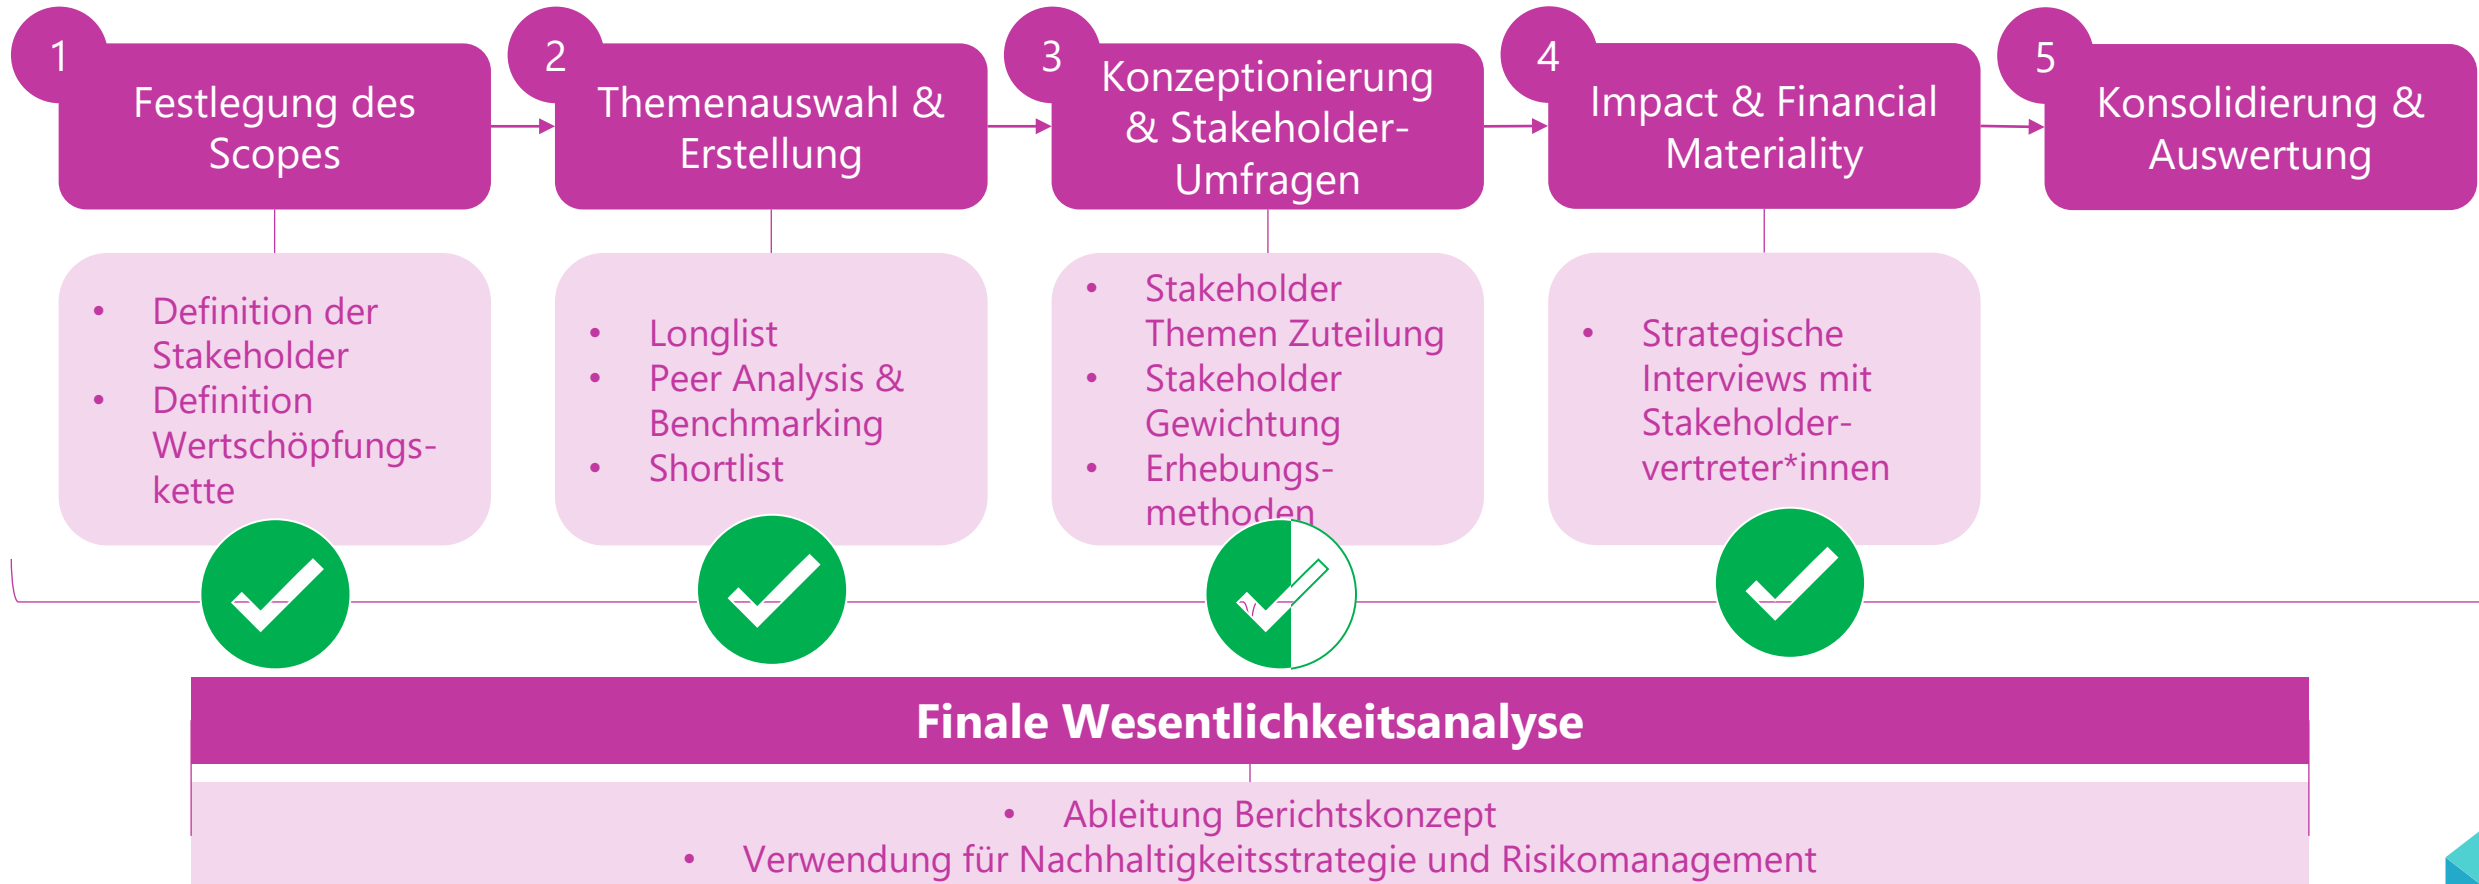 1
Festlegung des
Scopes
• Definition der
Stakeholder
• Definition
Wertschöpfungs-
kette
2
Themenauswahl &
Erstellung
• Longlist
• Peer Analysis &
Benchmarking
• Shortlist
3
Konzeptionierung
& Stakeholder-
Umfragen
• Stakeholder
Themen Zuteilung
• Stakeholder
Gewichtung
• Erhebungs-
methoden
4
Impact & Financial
Materiality
• Strategische
Interviews mit
Stakeholder-
vertreter*innen
5
Konsolidierung &
Auswertung
Finale Wesentlichkeitsanalyse
• Ableitung Berichtskonzept
• Verwendung für Nachhaltigkeitsstrategie und Risikomanagement